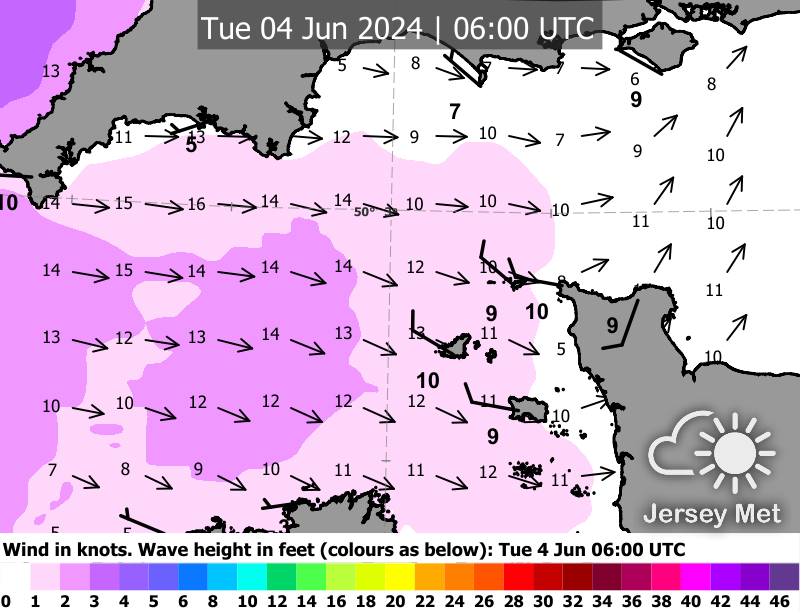 Tue 04 Jun 2024 | 06:00 UTC
13 5 8 7 7 6 8
9
7
11 13 12 9 10 7 9 10
5
10 14 15 16 14 14 50° 10 10 10 11 10
14 15 14 14 14 12 10 8 11
9 10 9
13 12 13 14 13 13 11 5 10
10
10 10 12 12 12 12 11 10
9
7 8 9 10 11 11 12 11
5 5
Jersey Met
Wind in knots. Wave height in feet (colours as below): Tue 4 Jun 06:00 UTC
0 1 2 3 4 5 6 8 10 12 14 16 18 20 22 24 26 28 30 32 34 36 38 40 42 44 46